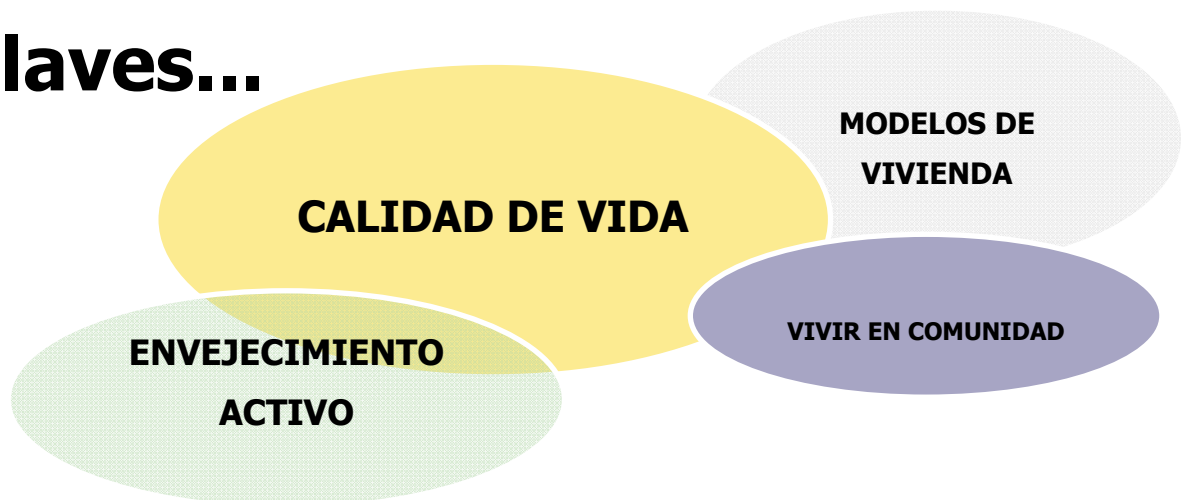 laves...
MODELOS DE
VIVIENDA
CALIDAD DE VIDA
VIVIR EN COMUNIDAD
ENVEJECIMIENTO
ACTIVO